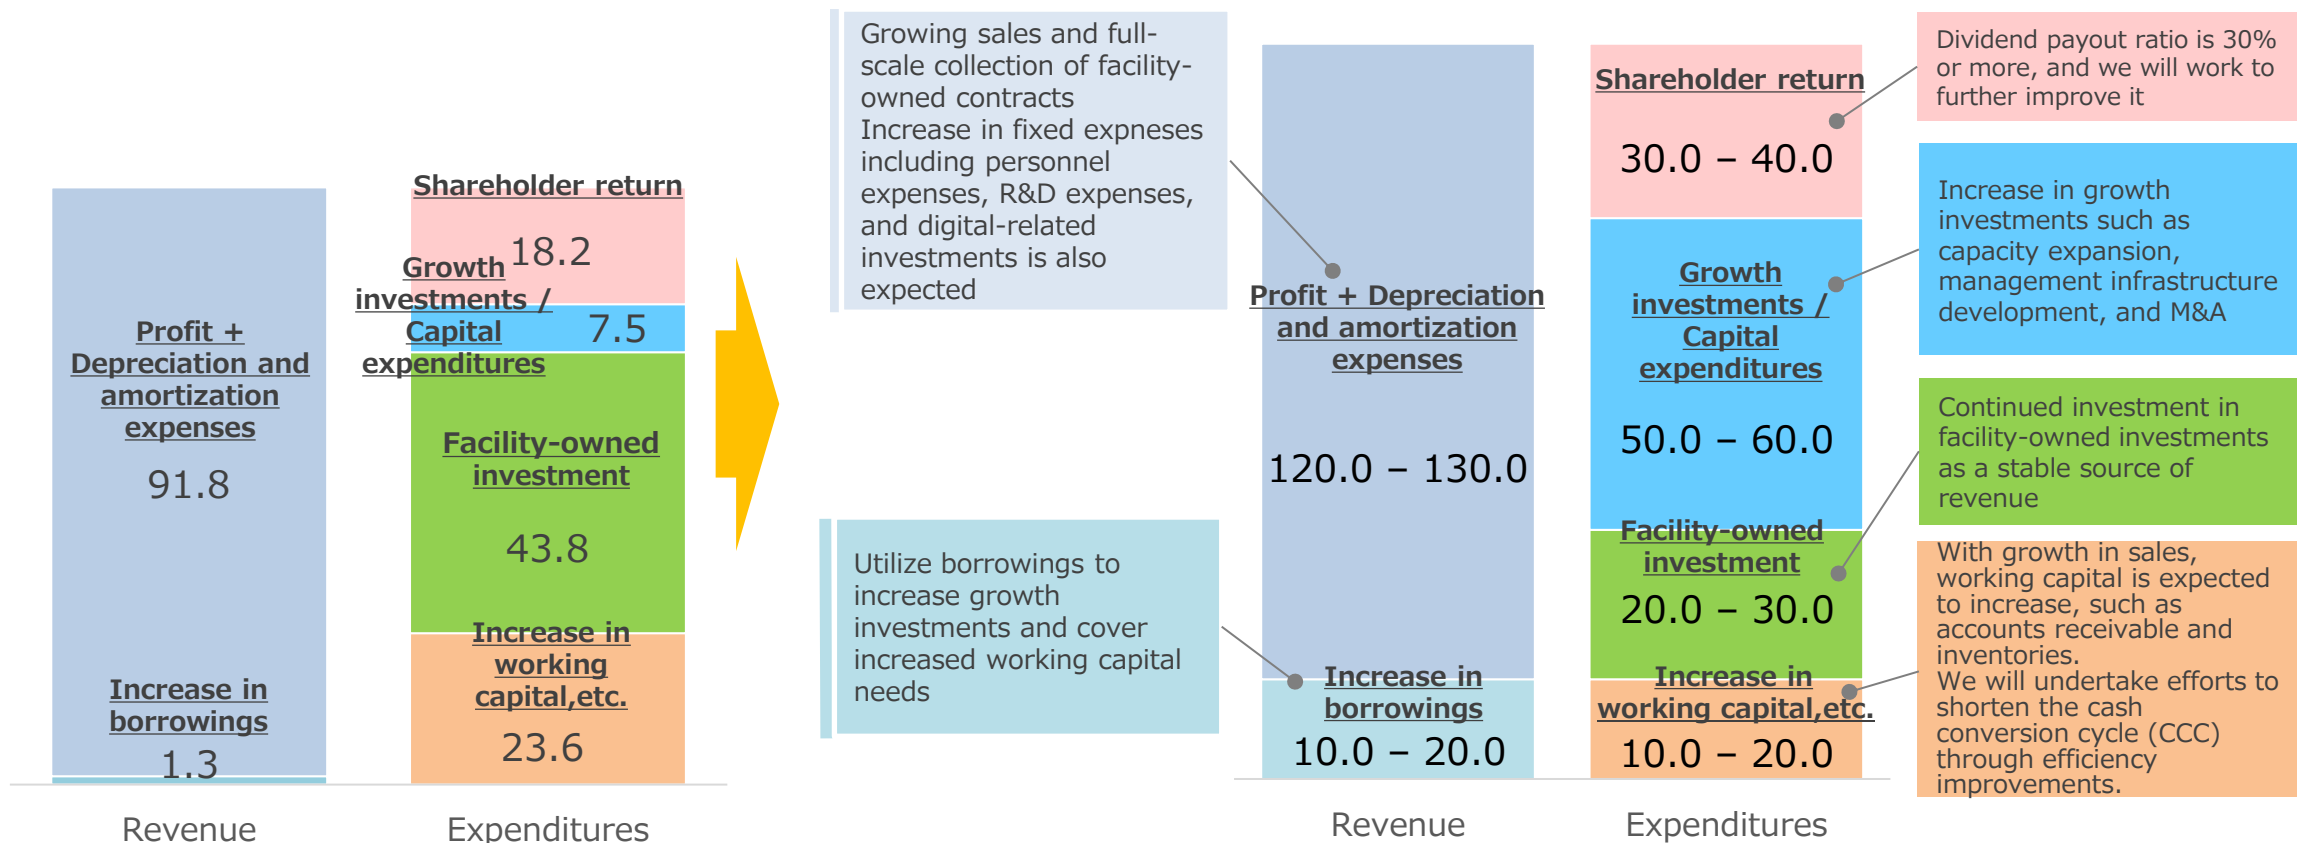 Profit +
Depreciation and
amortization
expenses
91.8
Increase in
borrowings
1.3
Revenue
Shareholder return
18.2
Growth
investments /
Capital
expenditures
7.5
Facility-owned
investment
43.8
Increase in
working
capital,etc.
23.6
Expenditures
Growing sales and full-
scale collection of facility-
owned contracts
Increase in fixed expneses
including personnel
expenses, R&D expenses,
and digital-related
investments is also
expected
Utilize borrowings to
increase growth
investments and cover
increased working capital
needs
Profit + Depreciation
and amortization
expenses
120.0 – 130.0
Increase in
borrowings
10.0 – 20.0
Revenue
Shareholder return
30.0 – 40.0
Growth
investments /
Capital
expenditures
50.0 – 60.0
Facility-owned
investment
20.0 – 30.0
Increase in
working capital,etc.
10.0 – 20.0
Expenditures
Dividend payout ratio is 30%
or more, and we will work to
further improve it
Increase in growth
investments such as
capacity expansion,
management infrastructure
development, and M&A
Continued investment in
facility-owned investments
as a stable source of
revenue
With growth in sales,
working capital is expected
to increase, such as
accounts receivable and
inventories.
We will undertake efforts to
shorten the cash
conversion cycle (CCC)
through efficiency
improvements.